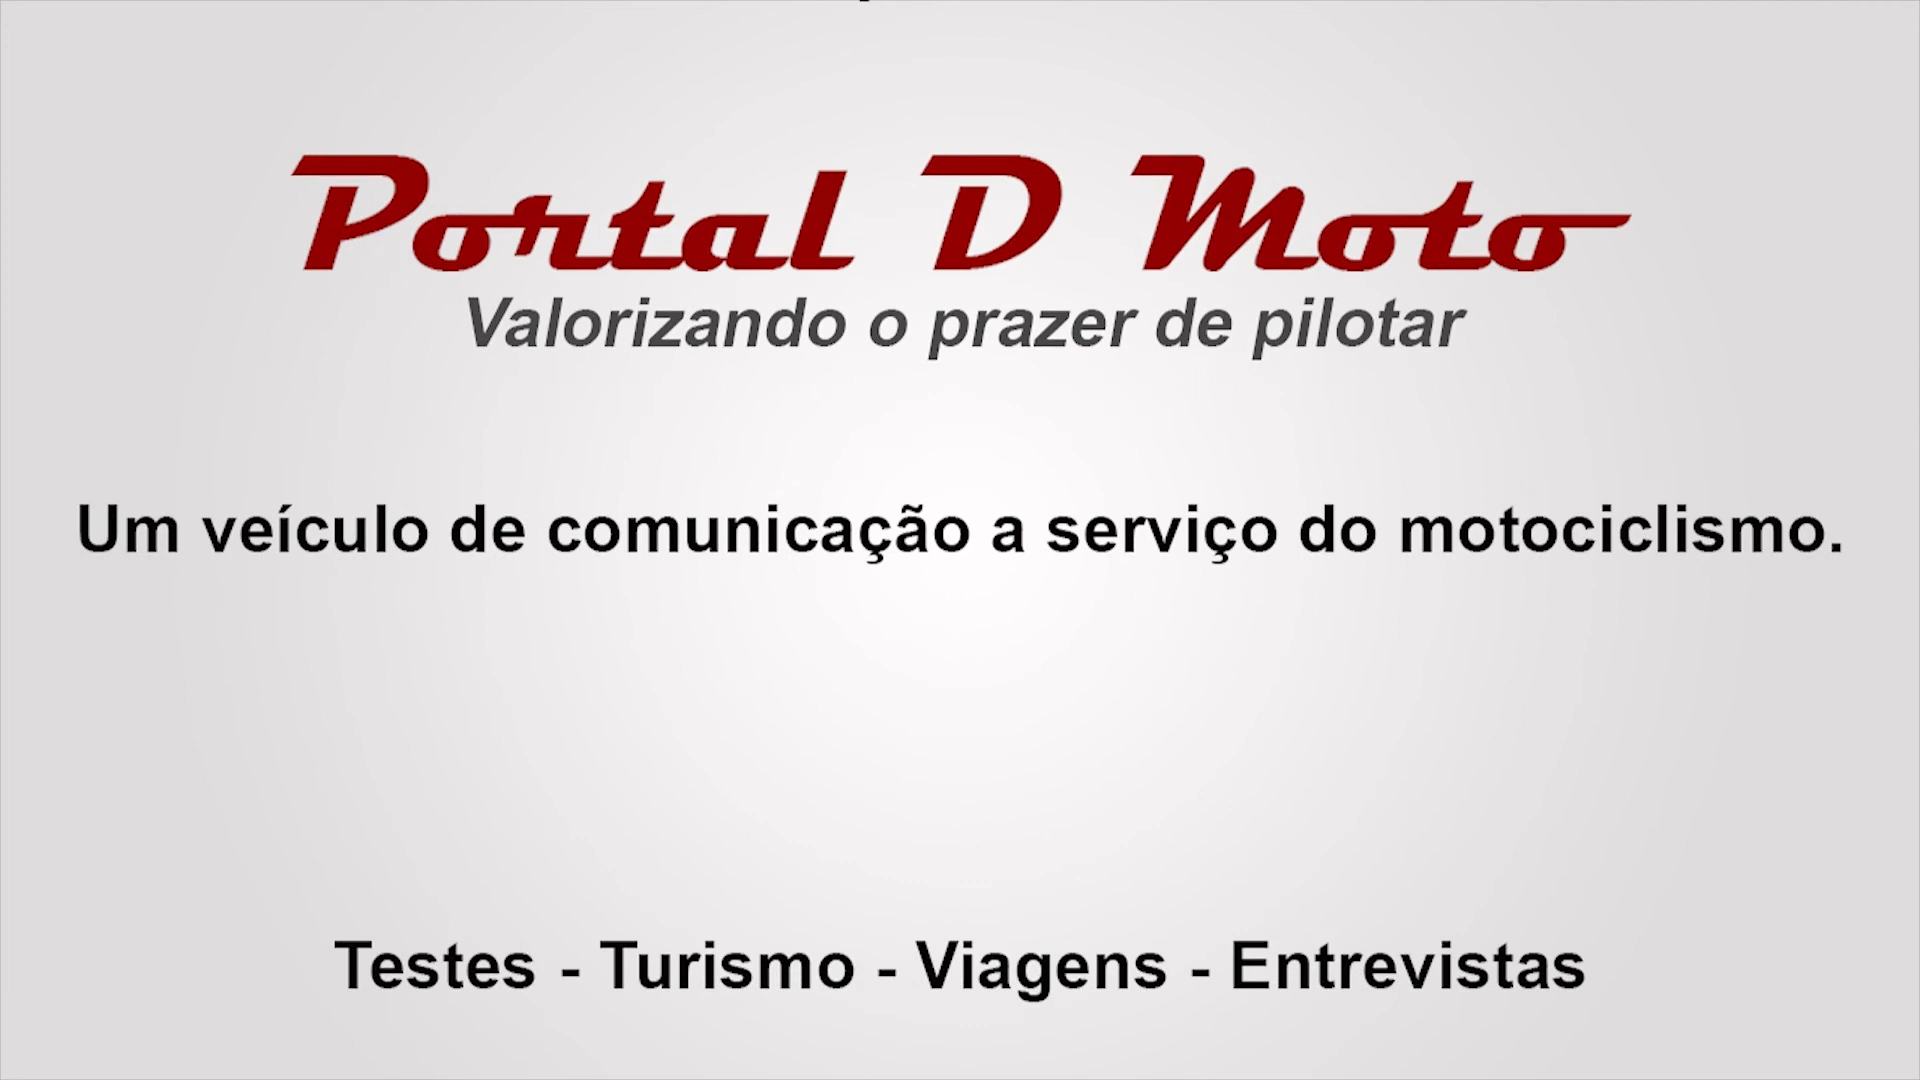 Portal D Moto
Valorizando o prazer de pilotar
Um veículo de comunicação a serviço do motociclismo.
Testes - Turismo - Viagens - Entrevistas